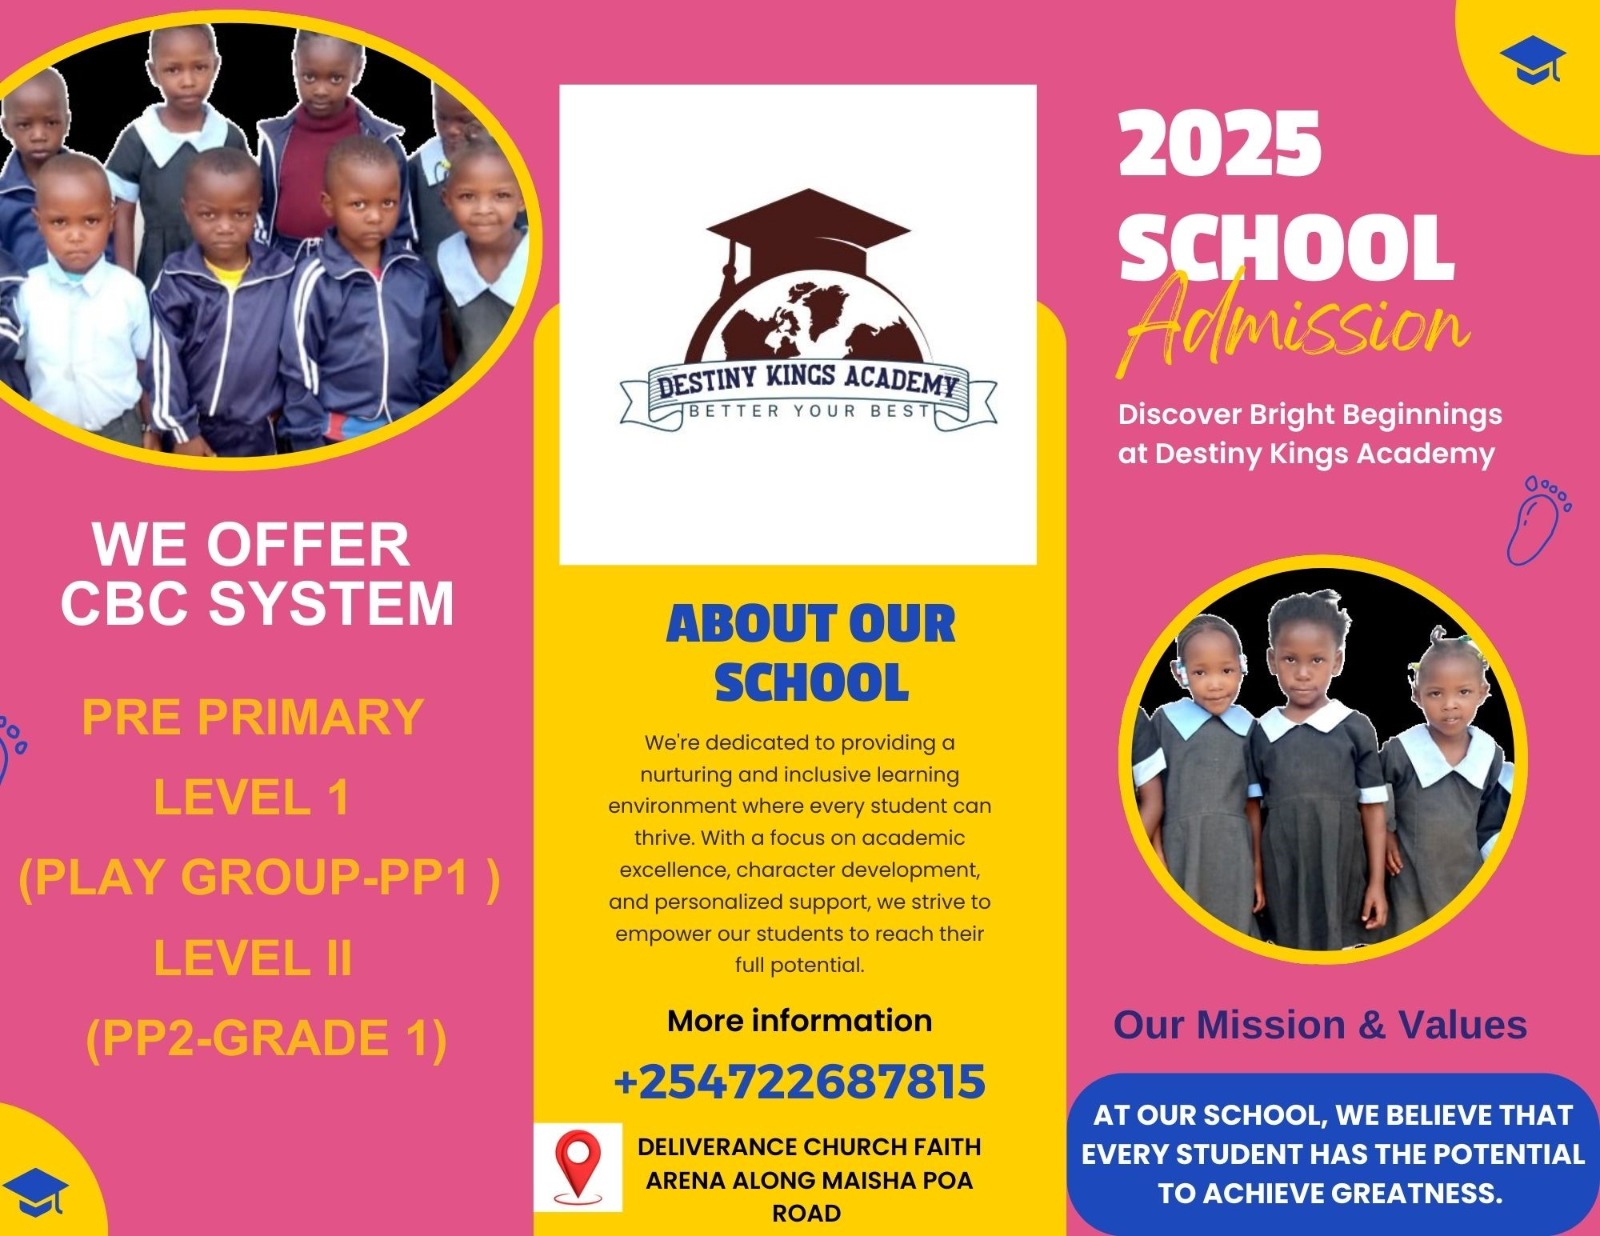 WE OFFER
CBC SYSTEM
PRE PRIMARY
LEVEL 1
(PLAY GROUP-PP1 )
LEVEL II
(PP2-GRADE 1)
DESTINY KINGS ACADEMY
BETTER YOUR BEST
ABOUT OUR
SCHOOL
We're dedicated to providing a
nurturing and inclusive learning
environment where every student can
thrive. With a focus on academic
excellence, character development,
and personalized support, we strive to
empower our students to reach their
full potential.
More information
+254722687815
DELIVERANCE CHURCH FAITH
ARENA ALONG MAISHA POA
ROAD
2025
SCHOOL
Admission
Discover Bright Beginnings
at Destiny Kings Academy
Our Mission & Values
AT OUR SCHOOL, WE BELIEVE THAT
EVERY STUDENT HAS THE POTENTIAL
TO ACHIEVE GREATNESS.